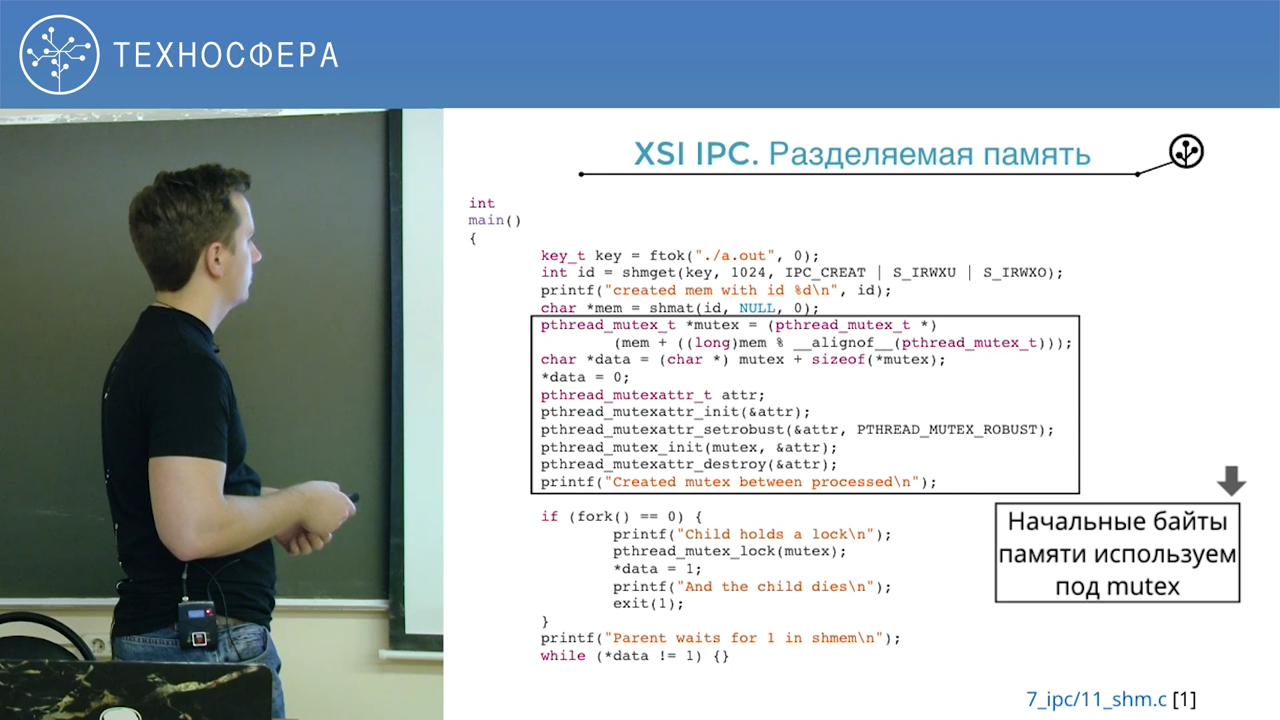 ТЕХНОСФЕРА
XSI IPC. Разделяемая память
int
main()
{
key_t key = ftok("./a.out", 0);
int id = shmget(key, 1024, IPC_CREAT | S_IRWXU | S_IRWXO);
printf("created mem with id %d\n", id);
char *mem = shmat(id, NULL, 0);
pthread_mutex_t *mutex = (pthread_mutex_t *)
(mem + ((long)mem % __alignof__(pthread_mutex_t)));
char *data = (char *) mutex + sizeof(*mutex);
*data = 0;
pthread_mutexattr_t attr;
pthread_mutexattr_init(&attr);
pthread_mutexattr_setrobust(&attr, PTHREAD_MUTEX_ROBUST);
pthread_mutex_init(mutex, &attr);
pthread_mutexattr_destroy(&attr);
printf("Created mutex between processed\n");
if (fork() == 0) {
printf("Child holds a lock\n");
pthread_mutex_lock(mutex);
*data = 1;
printf("And the child dies\n");
exit(1);
}
printf("Parent waits for 1 in shmem\n");
while (*data != 1) {}
Начальные байты
памяти используем
под mutex
7_ipc/11_shm.c [1]